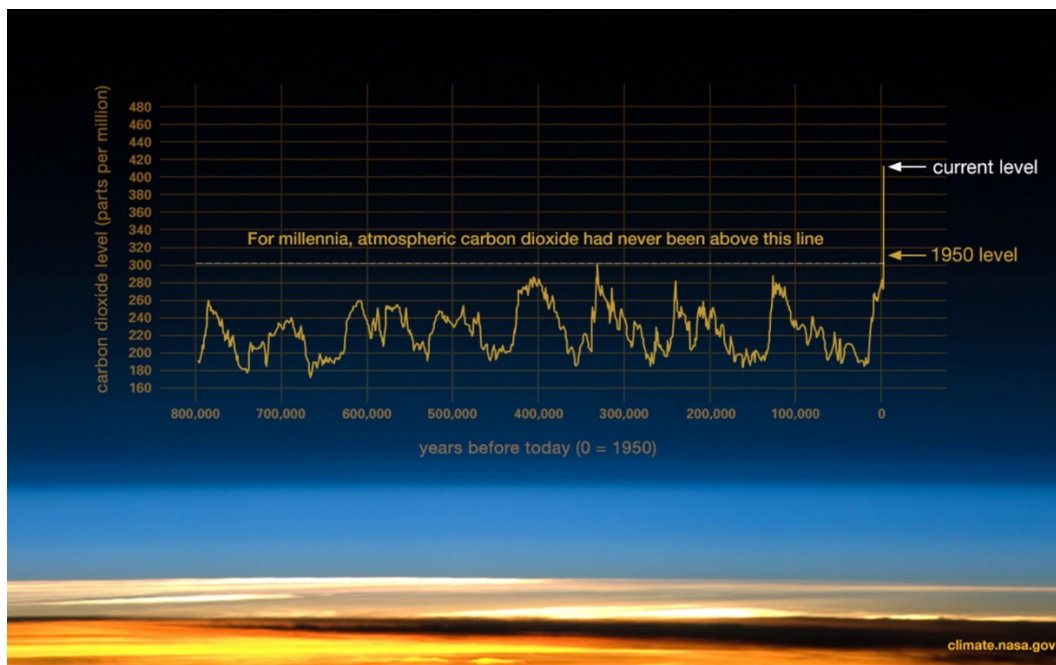 carbon dioxide level (parts per million)
480
460
440
420
400
380
360
340
320
300
280
260
240
220
200
180
160
For millennia, atmospheric carbon dioxide had never been above this line
current level
1950 level
800,000 700,000 600,000 500,000 400,000 300,000 200,000 100,000 0
years before today (0 = 1950)
climate.nasa.gov